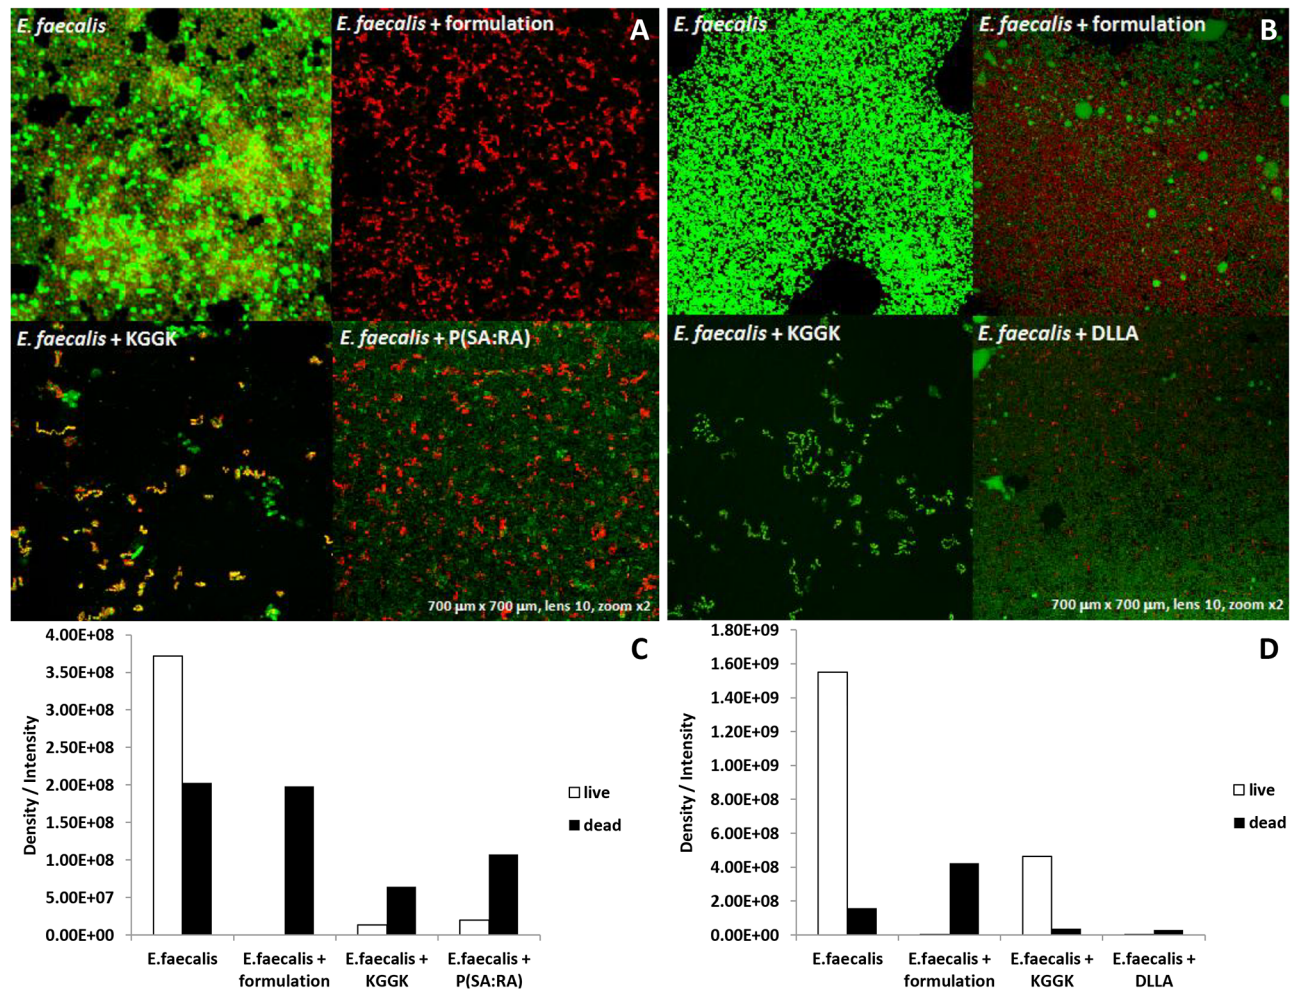 E. faecalis
E. faecalis + formulation
A
E. faecalis + KGGK
E. faecalis + P(SA:RA)
700 μm x 700 μm, lens 10, zoom x2
E. faecalis
E. faecalis + formulation
B
E. faecalis + KGGK
E. faecalis + DLLA
700 μm x 700 μm, lens 10, zoom x2
C
Density / Intensity
4.00E+08
3.50E+08
3.00E+08
2.50E+08
2.00E+08
1.50E+08
1.00E+08
5.00E+07
0.00E+00
E.faecalis
E.faecalis +
formulation
E.faecalis +
KGGK
E.faecalis +
P(SA:RA)
live
dead
D
Density / Intensity
1.80E+09
1.60E+09
1.40E+09
1.20E+09
1.00E+09
8.00E+08
6.00E+08
4.00E+08
2.00E+08
0.00E+00
E.faecalis
E.faecalis +
formulation
E.faecalis +
KGGK
E.faecalis +
DLLA
live
dead